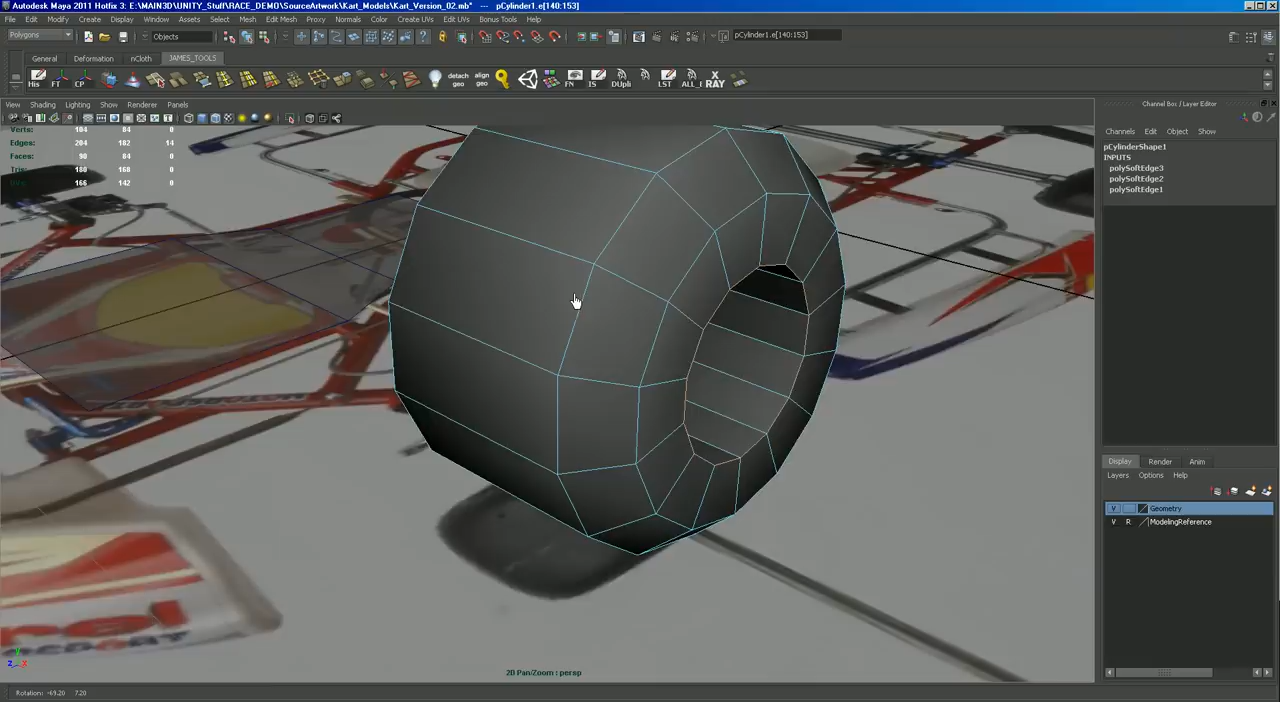 Autodesk Maya 2011 Hotfix 3: E:\MAIN3D\UNITY_Stuff\RACE_DEMO\SourceArtwork\Kart_Models\Kart_Version_02.mb* --- pCylinder1.e[140:153]
File Edit Modify Create Display Window Assets Select Mesh Edit Mesh Proxy Normals Color Create UVs Edit UVs Bonus Tools Help
Polygons Objects pCylinder1.e[140:153]
General Deformation nCloth JAMES_TOOLS
His FT CP detach geo align geo FN IS DUpli LST ALL_I X RAY
View Shading Lighting Show Renderer Panels
Channel Box / Layer Editor
Verts: 104 84 0
Edges: 204 182 14
Faces: 90 84 0
Tris: 180 168 0
UVs: 166 142 0
Channels Edit Object Show
pCylinderShape1
INPUTS
polySoftEdge3
polySoftEdge2
polySoftEdge1
Display Render Anim
Layers Options Help
V Geometry
V R ModelingReference
y
z x
2D Pan/Zoom : persp
Rotation: -69.20 7.20